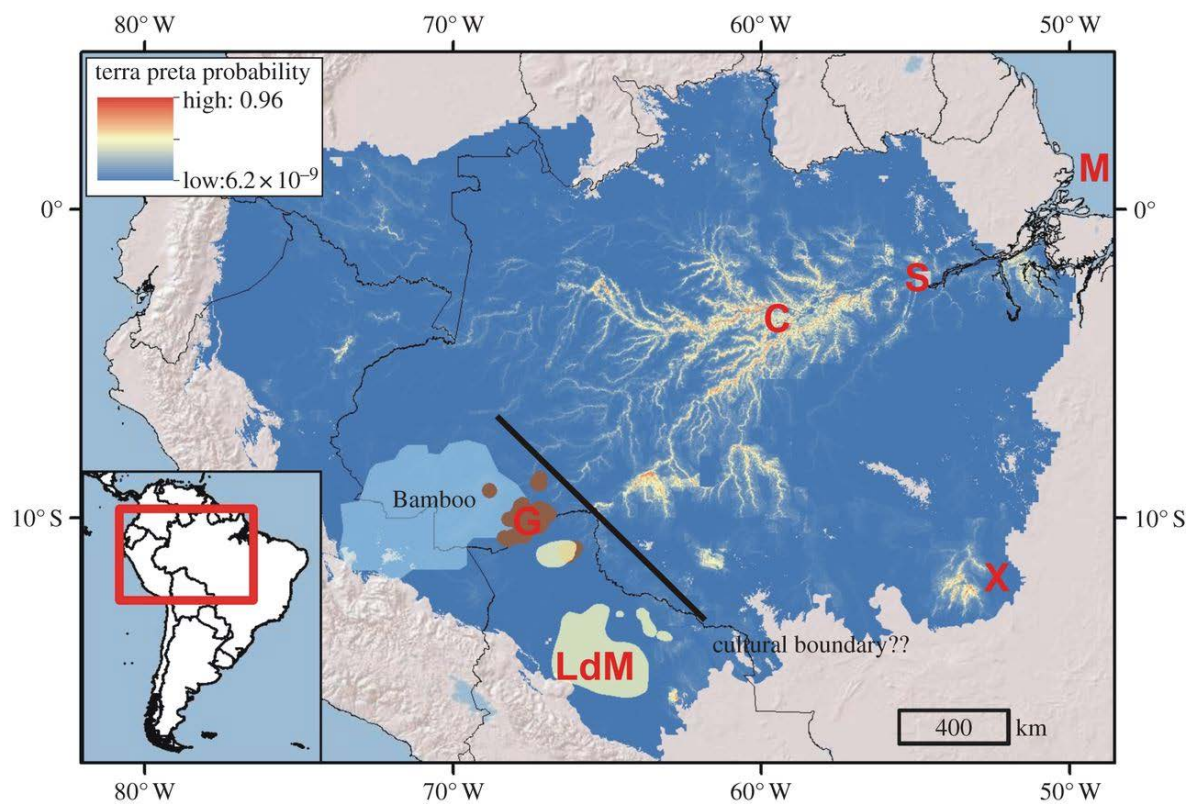 80° W 70° W 60° W 50° W
terra preta probability
high: 0.96
low:6.2 × 10⁻⁹
M
0° 0°
S
C
Bamboo
10° S G 10° S
X
cultural boundary??
LdM
400 km
80° W 70° W 60° W 50° W